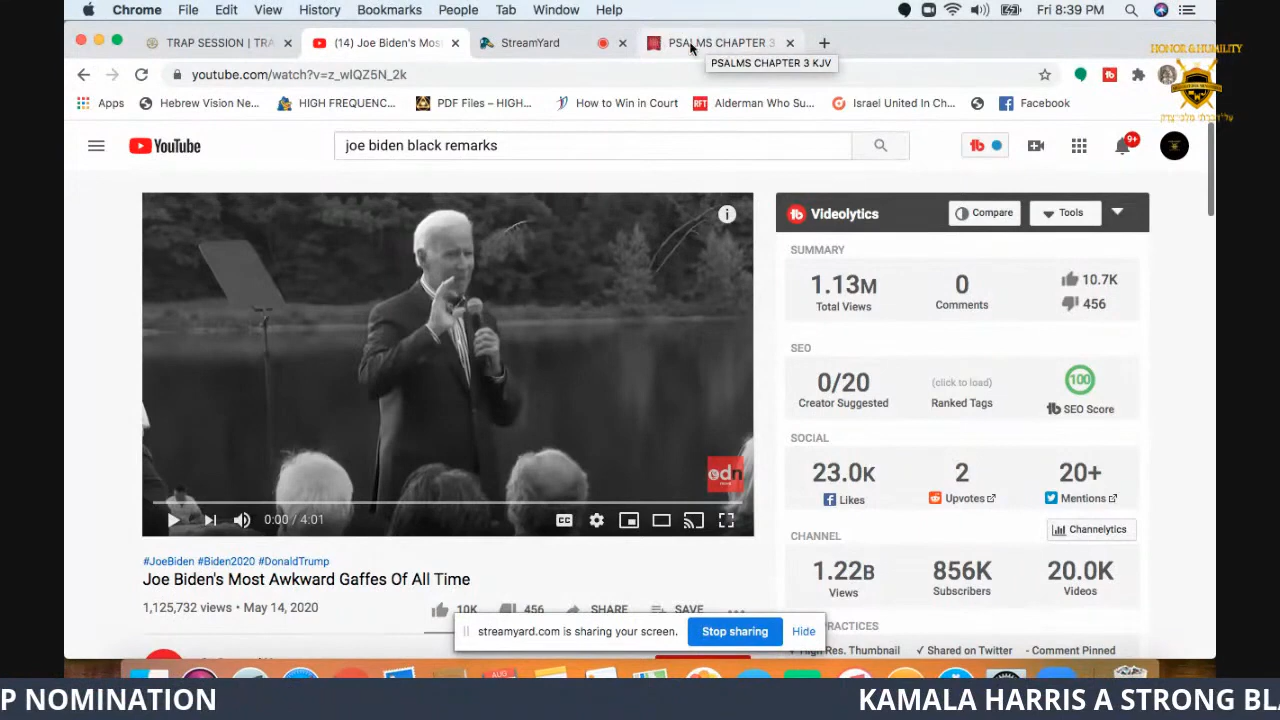 Chrome File Edit View History Bookmarks People Tab Window Help Fri 8:39 PM
TRAP SESSION | TRA (14) Joe Biden's Mos StreamYard PSALMS CHAPTER 3
PSALMS CHAPTER 3 KJV
HONOR & HUMILITY
youtube.com/watch?v=z_wlQZ5N_2k
Apps Hebrew Vision Ne... HIGH FREQUENC... PDF Files – HIGH... How to Win in Court RFT Alderman Who Su... Israel United In Ch... Facebook
YouTube joe biden black remarks 9+
Videolytics Compare Tools
SUMMARY
1.13M 0 10.7K
Total Views Comments 456
SEO
0/20 (click to load) 100
Creator Suggested Ranked Tags SEO Score
SOCIAL
23.0K 2 20+
Likes Upvotes Mentions
Channelytics
CHANNEL
1.22B 856K 20.0K
Views Subscribers Videos
odn
0:00 / 4:01 CC
#JoeBiden #Biden2020 #DonaldTrump
Joe Biden's Most Awkward Gaffes Of All Time
1,125,732 views • May 14, 2020 10K 456 SHARE SAVE
streamyard.com is sharing your screen. Stop sharing Hide
RACTICES
High Res. Thumbnail ✓ Shared on Twitter - Comment Pinned
AUG
P NOMINATION KAMALA HARRIS A STRONG BL